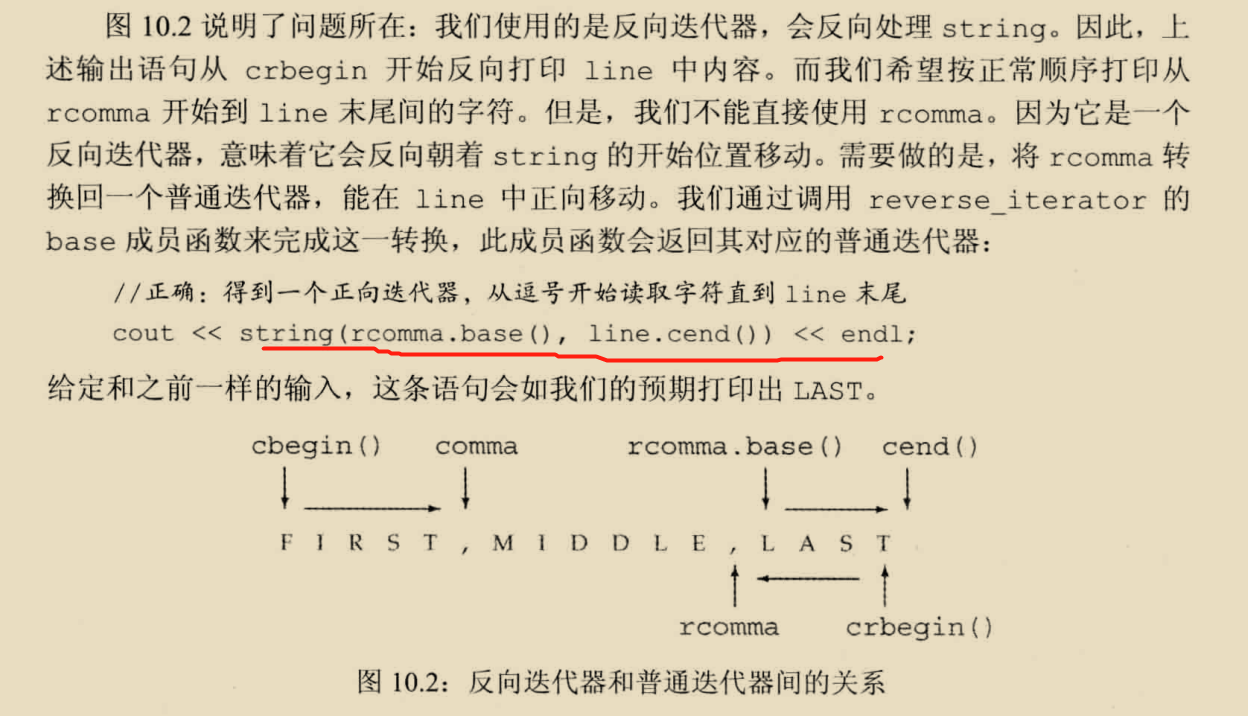 图 10.2 说明了问题所在：我们使用的是反向迭代器，会反向处理 string。因此，上
述输出语句从 crbegin 开始反向打印 line 中内容。而我们希望按正常顺序打印从
rcomma 开始到 line 末尾间的字符。但是，我们不能直接使用 rcomma。因为它是一个
反向迭代器，意味着它会反向朝着 string 的开始位置移动。需要做的是，将 rcomma 转
换回一个普通迭代器，能在 line 中正向移动。我们通过调用 reverse_iterator 的
base 成员函数来完成这一转换，此成员函数会返回其对应的普通迭代器：
//正确：得到一个正向迭代器，从逗号开始读取字符直到 line 末尾
cout << string(rcomma.base(), line.cend()) << endl;
给定和之前一样的输入，这条语句会如我们的预期打印出 LAST。
cbegin() comma rcomma.base() cend()
F I R S T , M I D D L E , L A S T
rcomma crbegin()
图 10.2：反向迭代器和普通迭代器间的关系